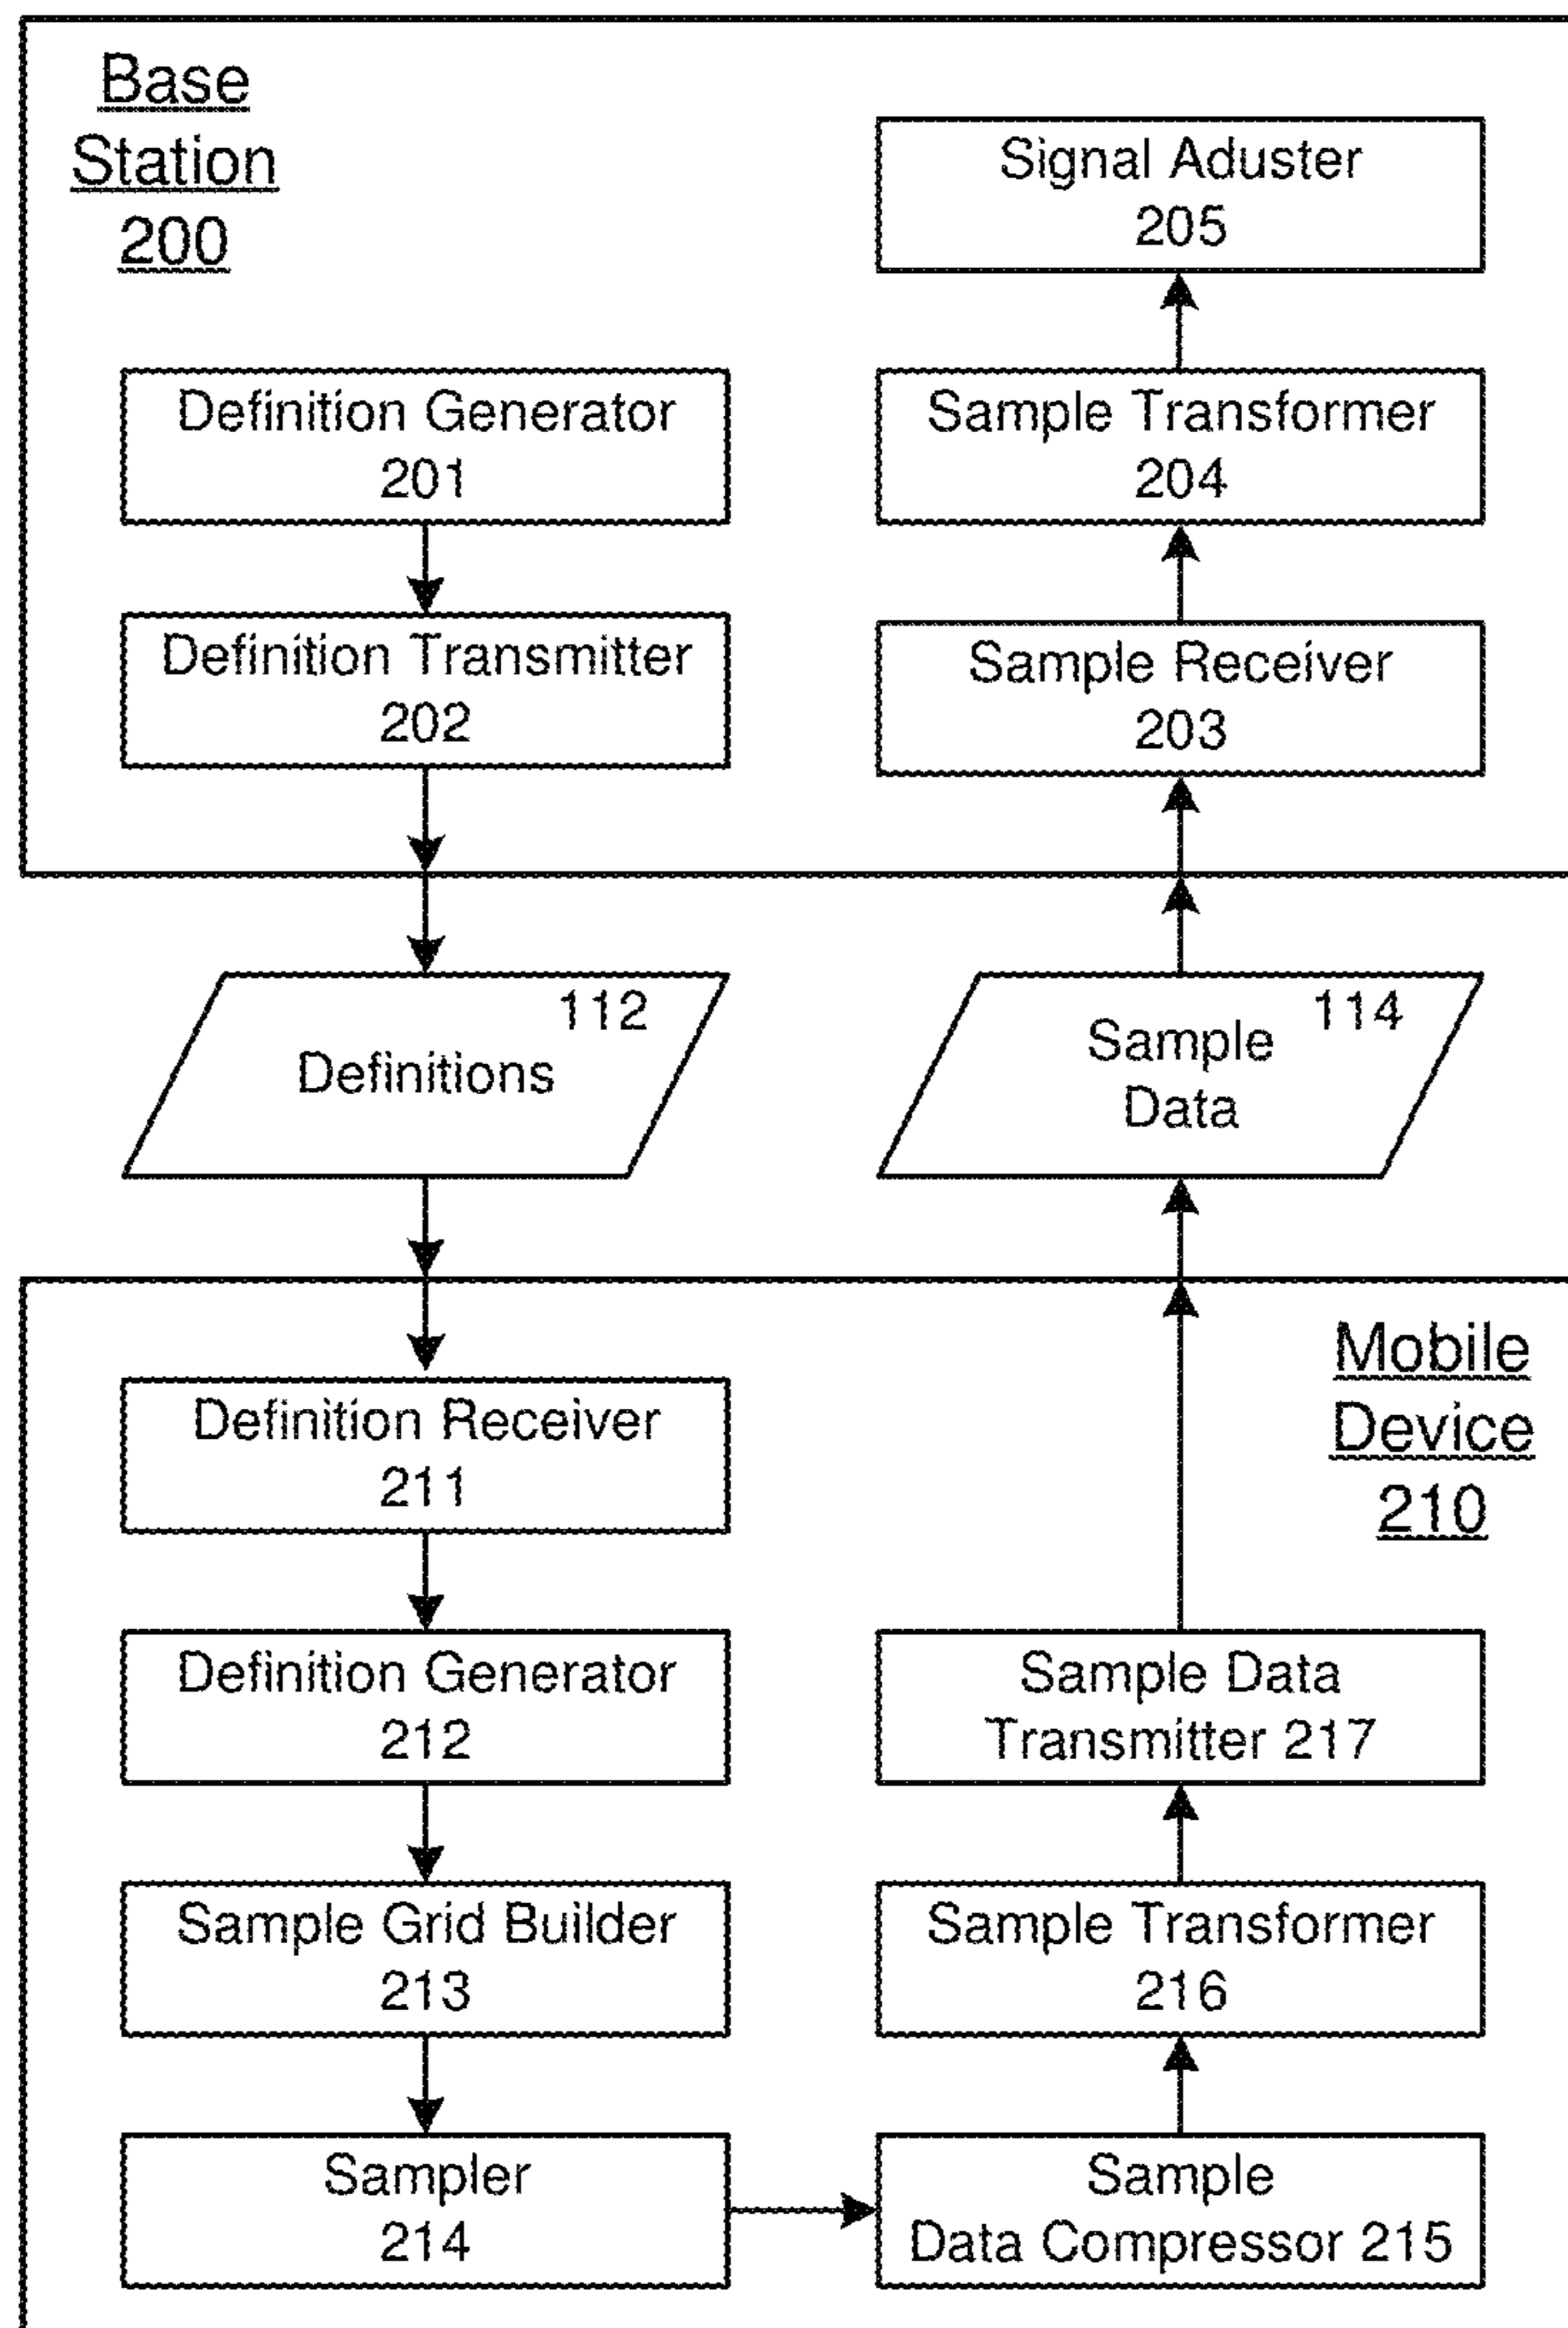 Base
Station
200
Definition Generator
201
Definition Transmitter
202
Signal Aduster
205
Sample Transformer
204
Sample Receiver
203
112
Definitions
114
Sample
Data
Mobile
Device
210
Definition Receiver
211
Definition Generator
212
Sample Grid Builder
213
Sampler
214
Sample Data
Transmitter 217
Sample Transformer
216
Sample
Data Compressor 215